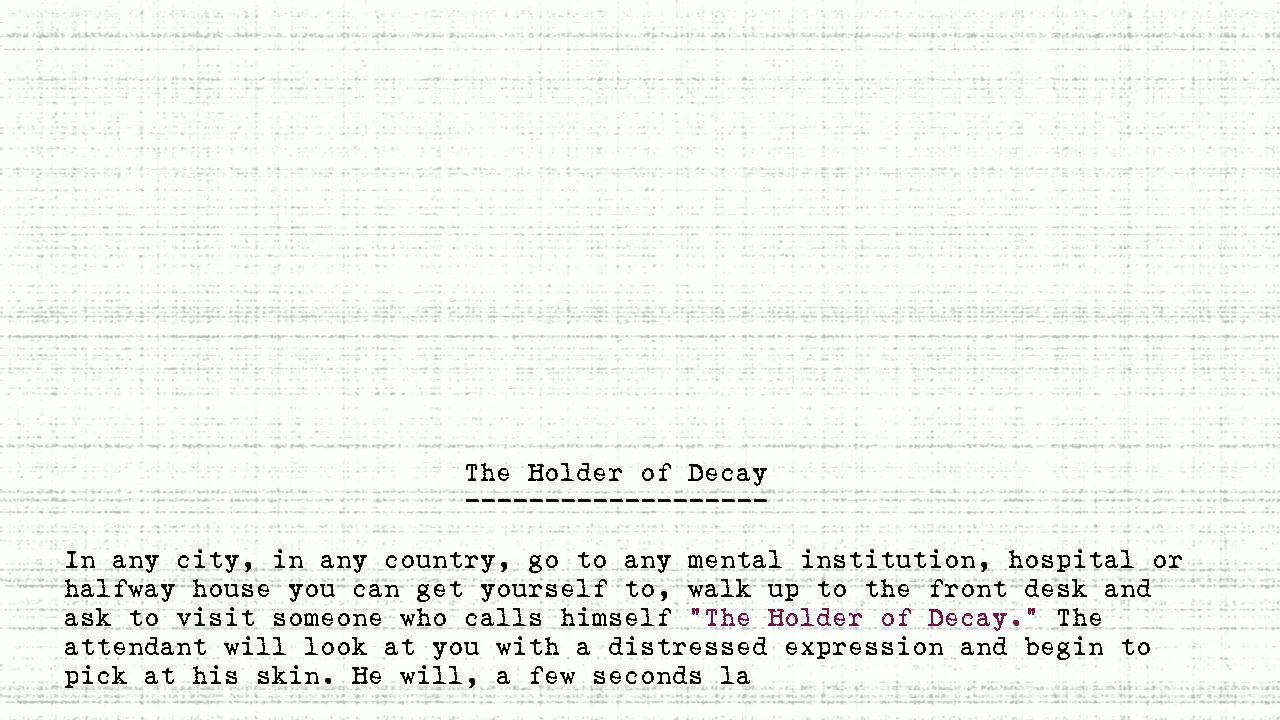 The Holder of Decay
-------------------
In any city, in any country, go to any mental institution, hospital or
halfway house you can get yourself to, walk up to the front desk and
ask to visit someone who calls himself "The Holder of Decay." The
attendant will look at you with a distressed expression and begin to
pick at his skin. He will, a few seconds la